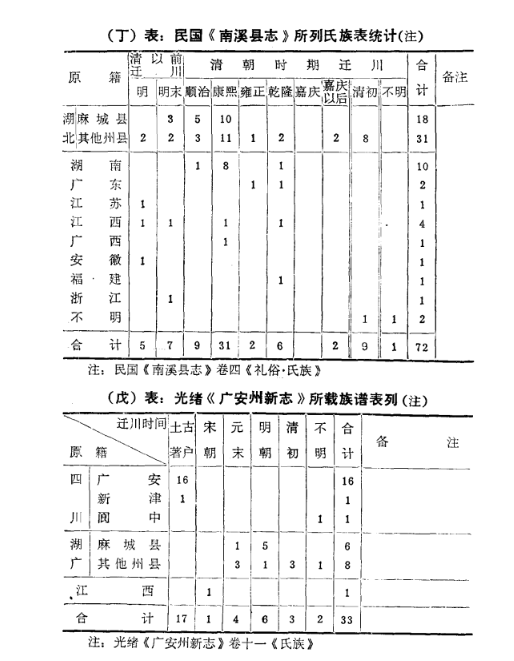 (丁) 表：民国《南溪县志》所列氏族表统计(注)
原籍 清以前迁川 清朝时期迁川 合计 备注
明 明末 顺治 康熙 雍正 乾隆 嘉庆 嘉庆以后 清初 不明
湖北 麻城县 3 5 10 18
其他州县 2 2 3 11 1 2 2 8 31
湖南 1 8 1 10
广东 1 1 2
江苏 1 1
江西 1 1 1 1 4
广西 1 1
安徽 1 1
福建 1 1
浙江 1 1
不明 1 1 2
合计 5 7 9 31 2 6 2 9 1 72
注：民国《南溪县志》卷四《礼俗·氏族》
(戊) 表：光绪《广安州新志》所载族谱表列(注)
迁川时间 原籍 土著古户 宋朝 元末 明朝 清初 不明 合计 备注
四川 广安 16 16
新津 1 1
阆中 1 1
湖广 麻城县 1 5 6
其他州县 3 1 3 1 8
江西 1 1
合计 17 1 4 6 3 2 33
注：光绪《广安州新志》卷十一《氏族》